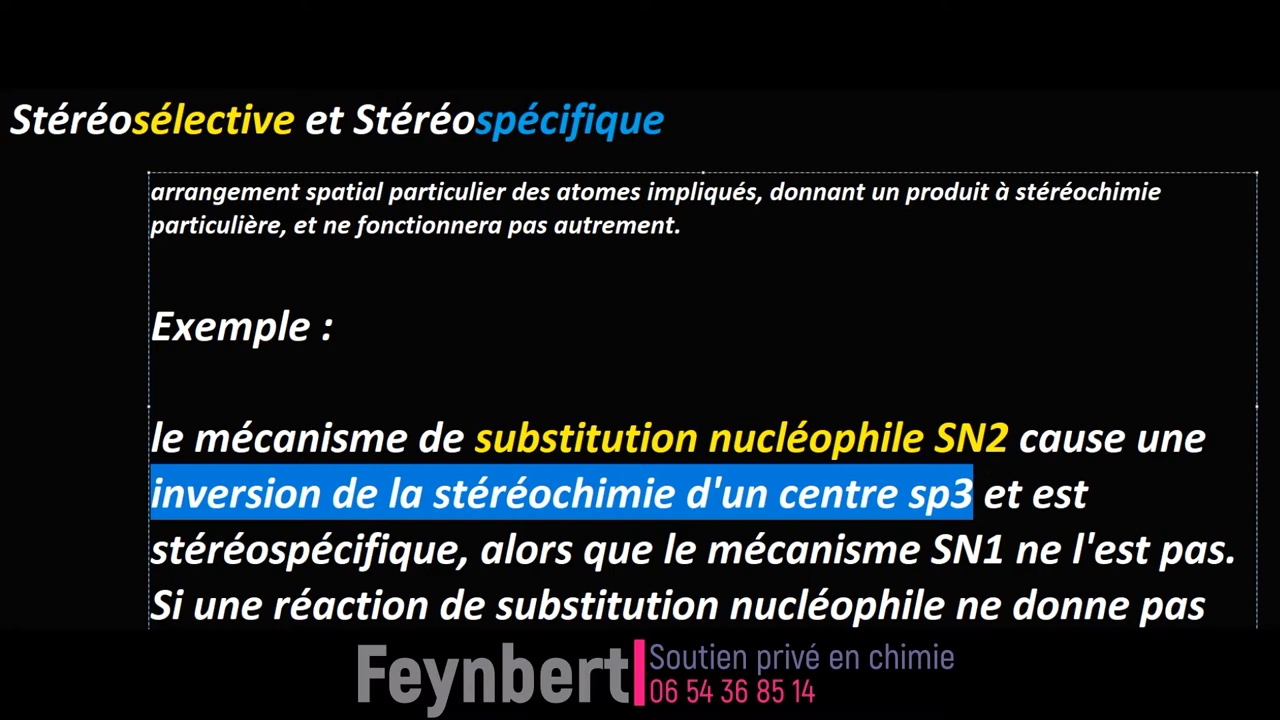 Stéréosélective et Stéréospécifique
arrangement spatial particulier des atomes impliqués, donnant un produit à stéréochimie
particulière, et ne fonctionnera pas autrement.
Exemple :
le mécanisme de substitution nucléophile SN2 cause une
inversion de la stéréochimie d'un centre sp3 et est
stéréospécifique, alors que le mécanisme SN1 ne l'est pas.
Si une réaction de substitution nucléophile ne donne pas
Feynbert
Soutien privé en chimie
06 54 36 85 14